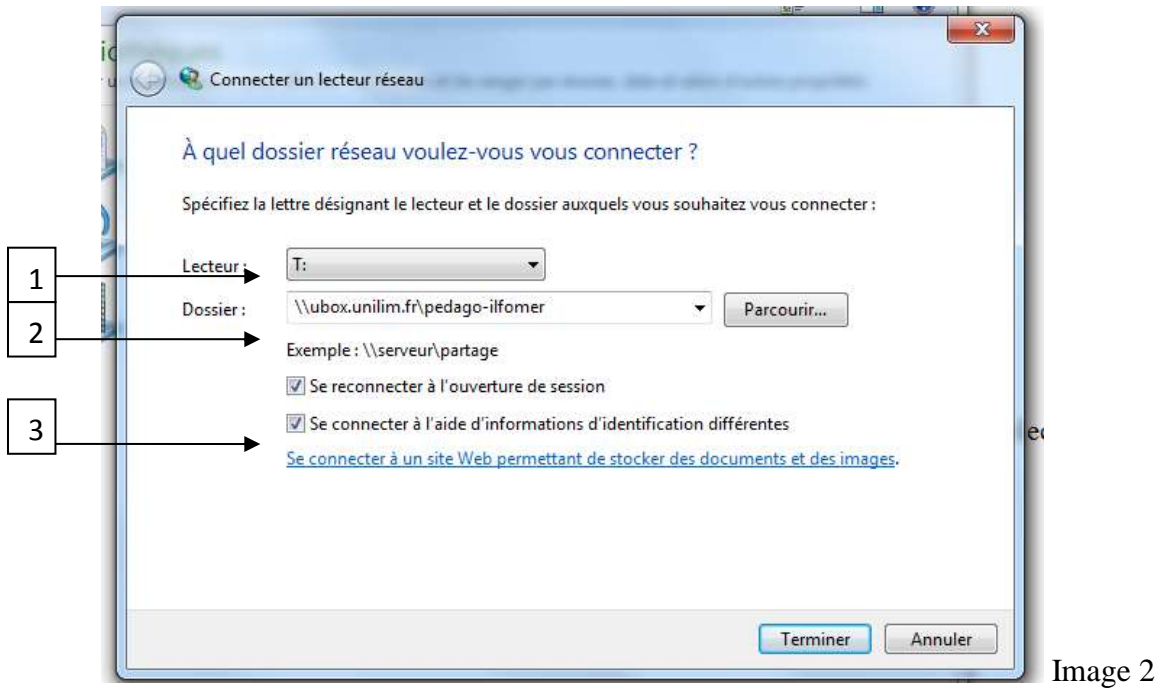 Connecter un lecteur réseau
À quel dossier réseau voulez-vous vous connecter ?
Spécifiez la lettre désignant le lecteur et le dossier auxquels vous souhaitez vous connecter :
1
Lecteur : T:
Dossier : \\ubox.unilim.fr\pedago-ilfomer Parcourir...
2
Exemple : \\serveur\partage
Se reconnecter à l'ouverture de session
3
Se connecter à l'aide d'informations d'identification différentes
Se connecter à un site Web permettant de stocker des documents et des images.
Terminer Annuler
Image 2